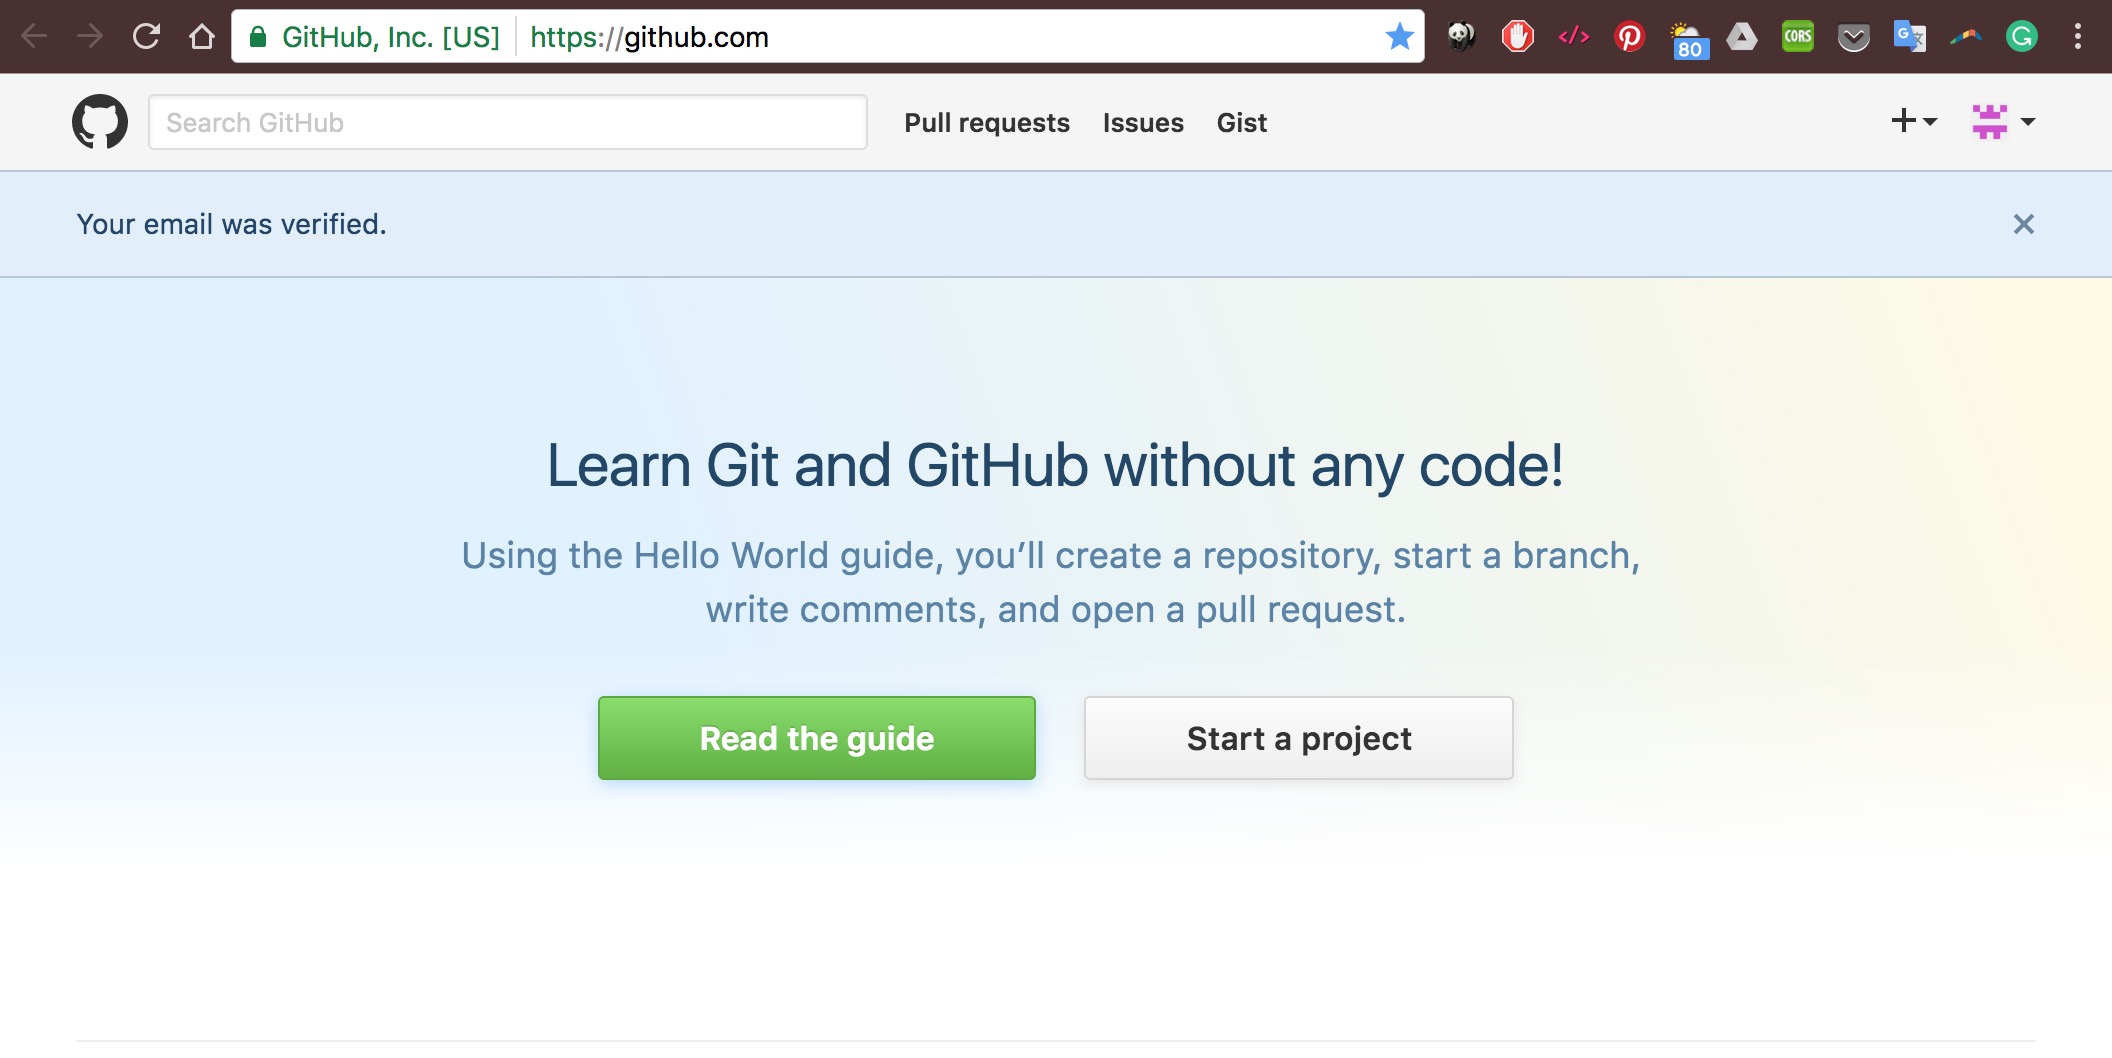 GitHub, Inc. [US] https://github.com
80
CORS
G
</>
Search GitHub
Pull requests Issues Gist
Your email was verified.
Learn Git and GitHub without any code!
Using the Hello World guide, you’ll create a repository, start a branch,
write comments, and open a pull request.
Read the guide Start a project